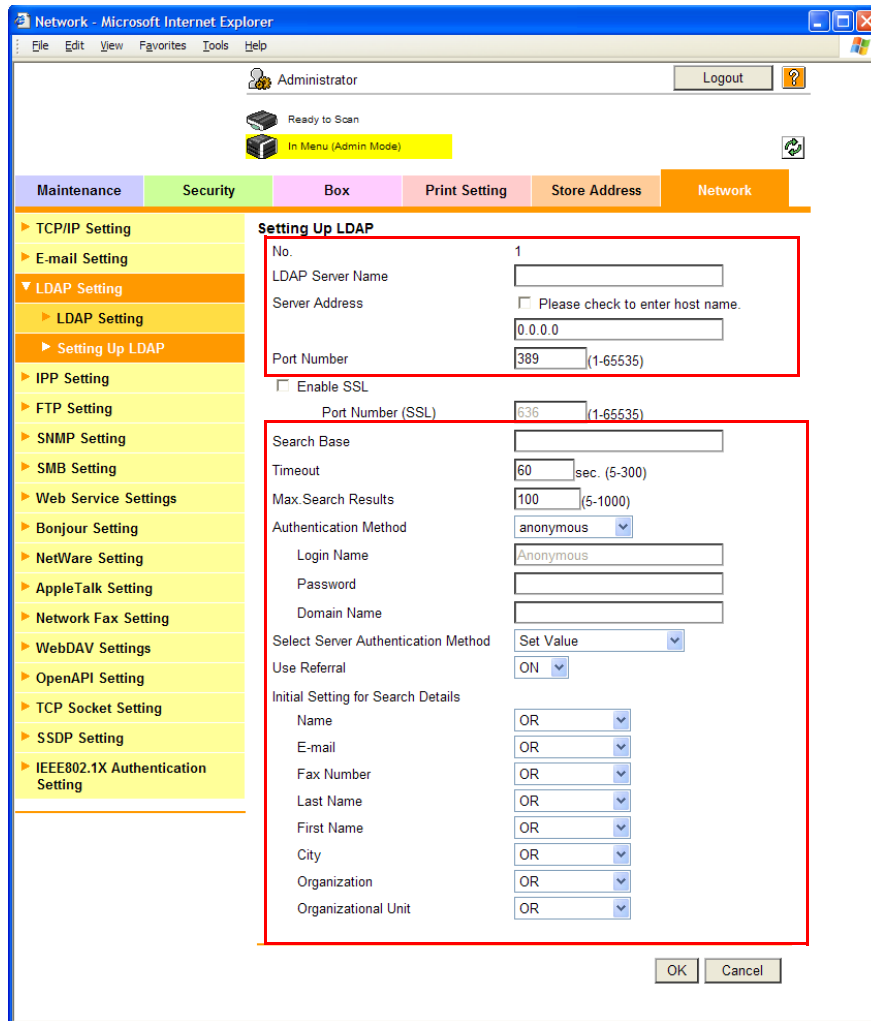 Network - Microsoft Internet Explorer
File Edit View Favorites Tools Help
Administrator Logout ?
Ready to Scan
In Menu (Admin Mode)
Maintenance Security Box Print Setting Store Address Network
TCP/IP Setting
E-mail Setting
LDAP Setting
LDAP Setting
Setting Up LDAP
IPP Setting
FTP Setting
SNMP Setting
SMB Setting
Web Service Settings
Bonjour Setting
NetWare Setting
AppleTalk Setting
Network Fax Setting
WebDAV Settings
OpenAPI Setting
TCP Socket Setting
SSDP Setting
IEEE802.1X Authentication
Setting
Setting Up LDAP
No. 1
LDAP Server Name
Server Address Please check to enter host name.
0.0.0.0
Port Number 389 (1-65535)
Enable SSL
Port Number (SSL) 636 (1-65535)
Search Base
Timeout 60 sec. (5-300)
Max.Search Results 100 (5-1000)
Authentication Method anonymous
Login Name Anonymous
Password
Domain Name
Select Server Authentication Method Set Value
Use Referral ON
Initial Setting for Search Details
Name OR
E-mail OR
Fax Number OR
Last Name OR
First Name OR
City OR
Organization OR
Organizational Unit OR
OK Cancel